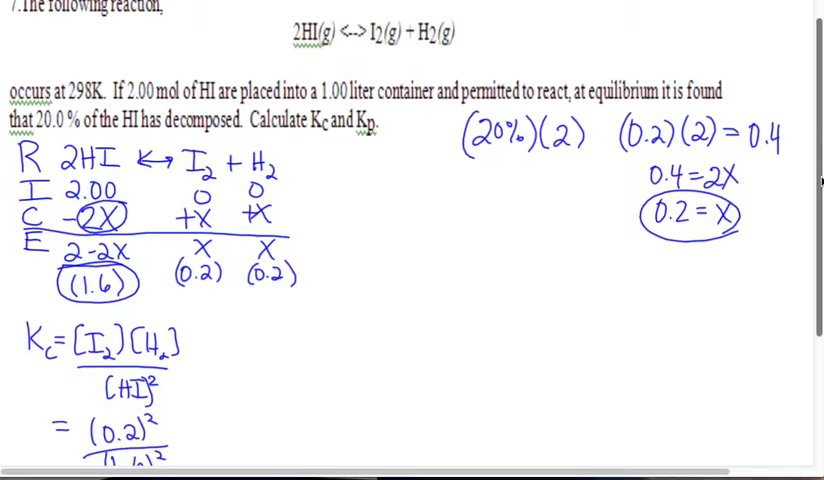 7.The following reaction,
2HI(g) <--> I2(g) + H2(g)
occurs at 298K. If 2.00 mol of HI are placed into a 1.00 liter container and permitted to react, at equilibrium it is found
that 20.0 % of the HI has decomposed. Calculate Kc and Kp.
(20%)(2) (0.2)(2) = 0.4
0.4 = 2X
0.2 = X
R 2HI ↔ I₂ + H₂
I 2.00 0 0
C -2X +X +X
E 2-2X X X
(1.6) (0.2) (0.2)
Kc = [I₂][H₂]
[HI]²
= (0.2)²
(1.6)²